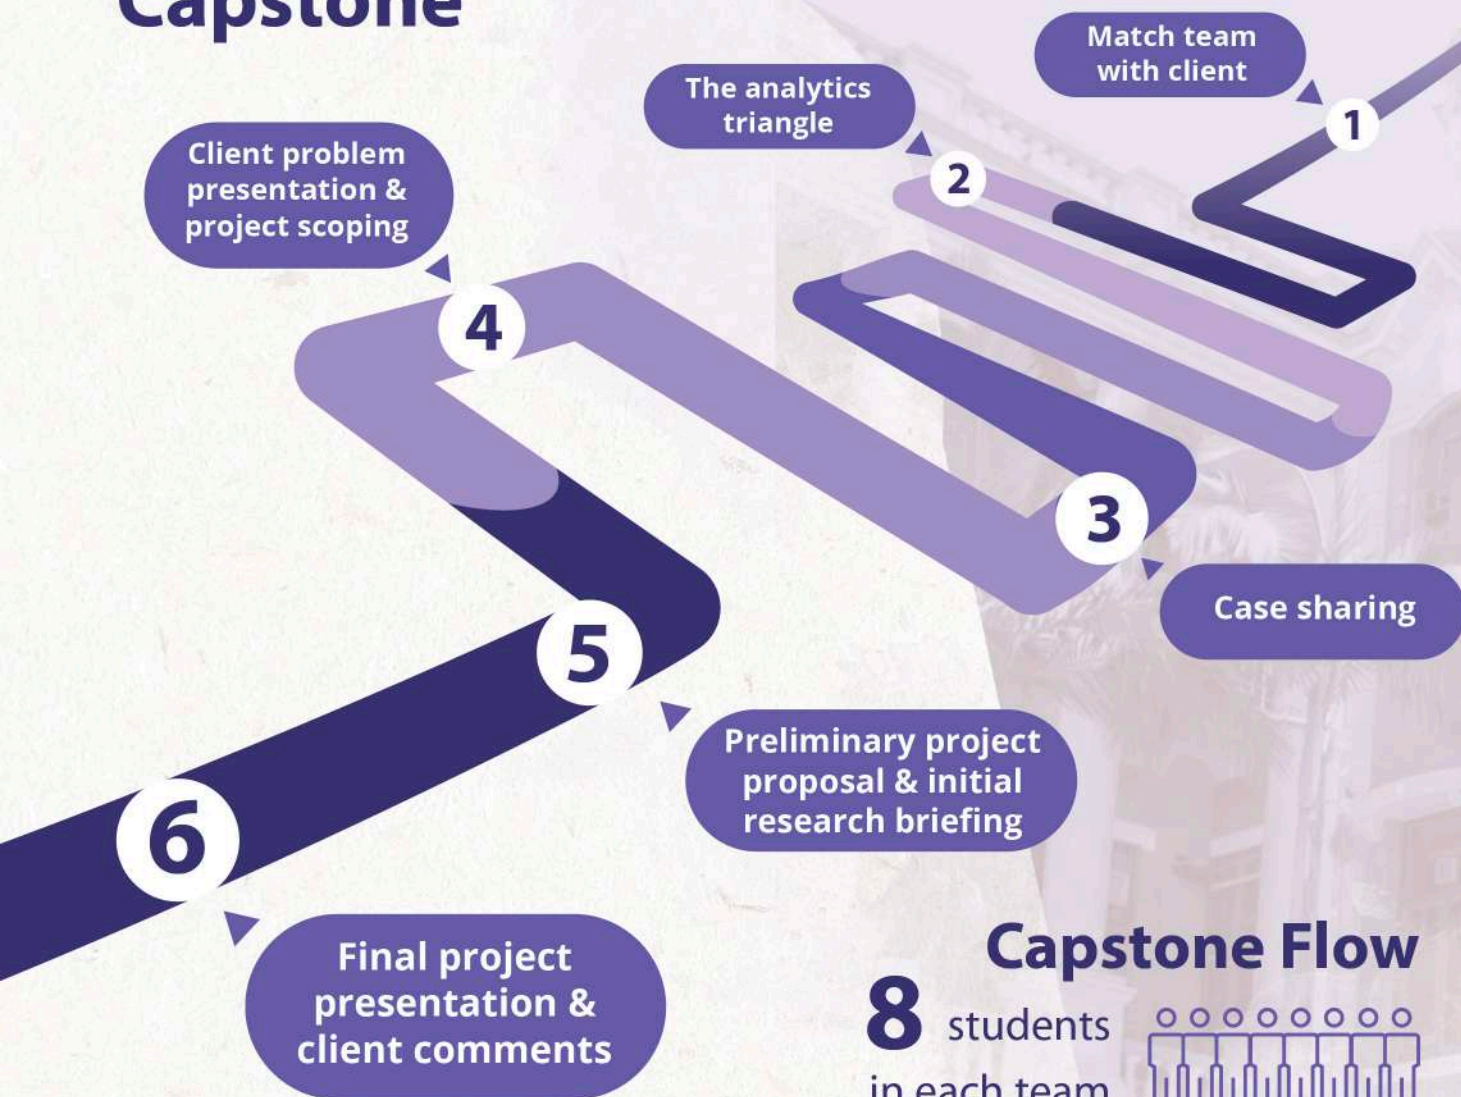 Capstone
Match team
with client
1
The analytics
triangle
2
Case sharing
3
Client problem
presentation &
project scoping
4
Preliminary project
proposal & initial
research briefing
5
Final project
presentation &
client comments
6
Capstone Flow
8 students
in each team